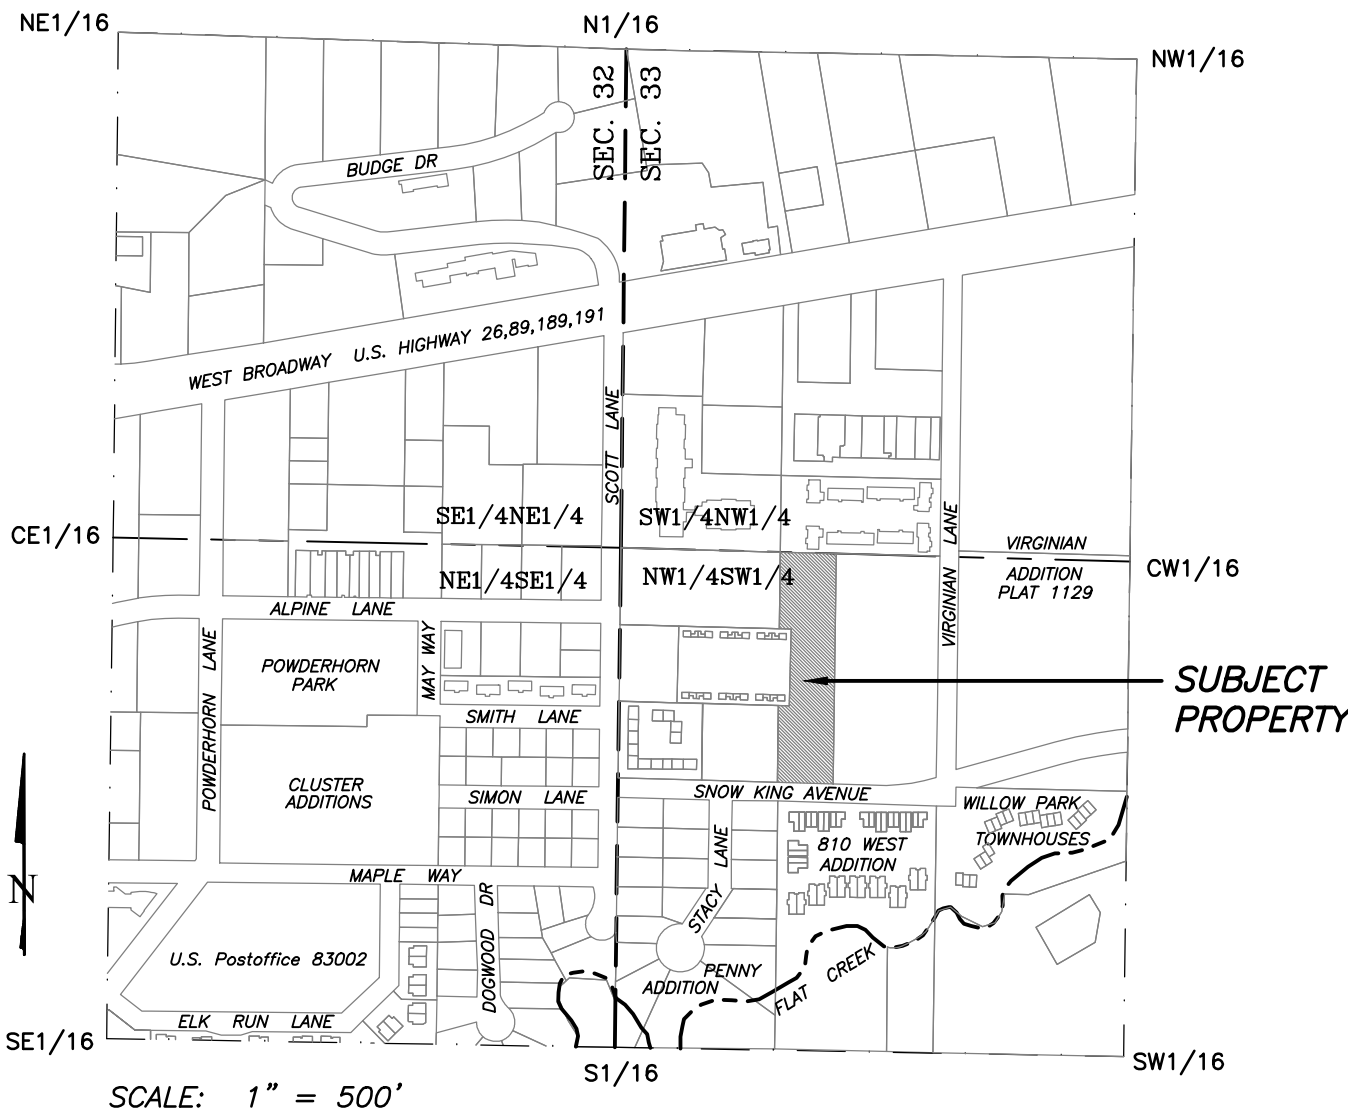 NE1/16
N1/16
NW1/16
SEC. 32
SEC. 33
BUDGE DR
WEST BROADWAY U.S. HIGHWAY 26,89,189,191
SCOTT LANE
SE1/4NE1/4
SW1/4NW1/4
CE1/16
VIRGINIAN LANE
VIRGINIAN
ADDITION
PLAT 1129
CW1/16
NE1/4SE1/4
NW1/4SW1/4
ALPINE LANE
POWDERHORN LANE
MAY WAY
POWDERHORN
PARK
SUBJECT
PROPERTY
SMITH LANE
CLUSTER
ADDITIONS
SIMON LANE
SNOW KING AVENUE
WILLOW PARK
TOWNHOUSES
810 WEST
ADDITION
STACY LANE
MAPLE WAY
DOGWOOD DR
N
U.S. Postoffice 83002
PENNY
ADDITION
FLAT CREEK
ELK RUN LANE
SE1/16
S1/16
SW1/16
SCALE: 1" = 500'